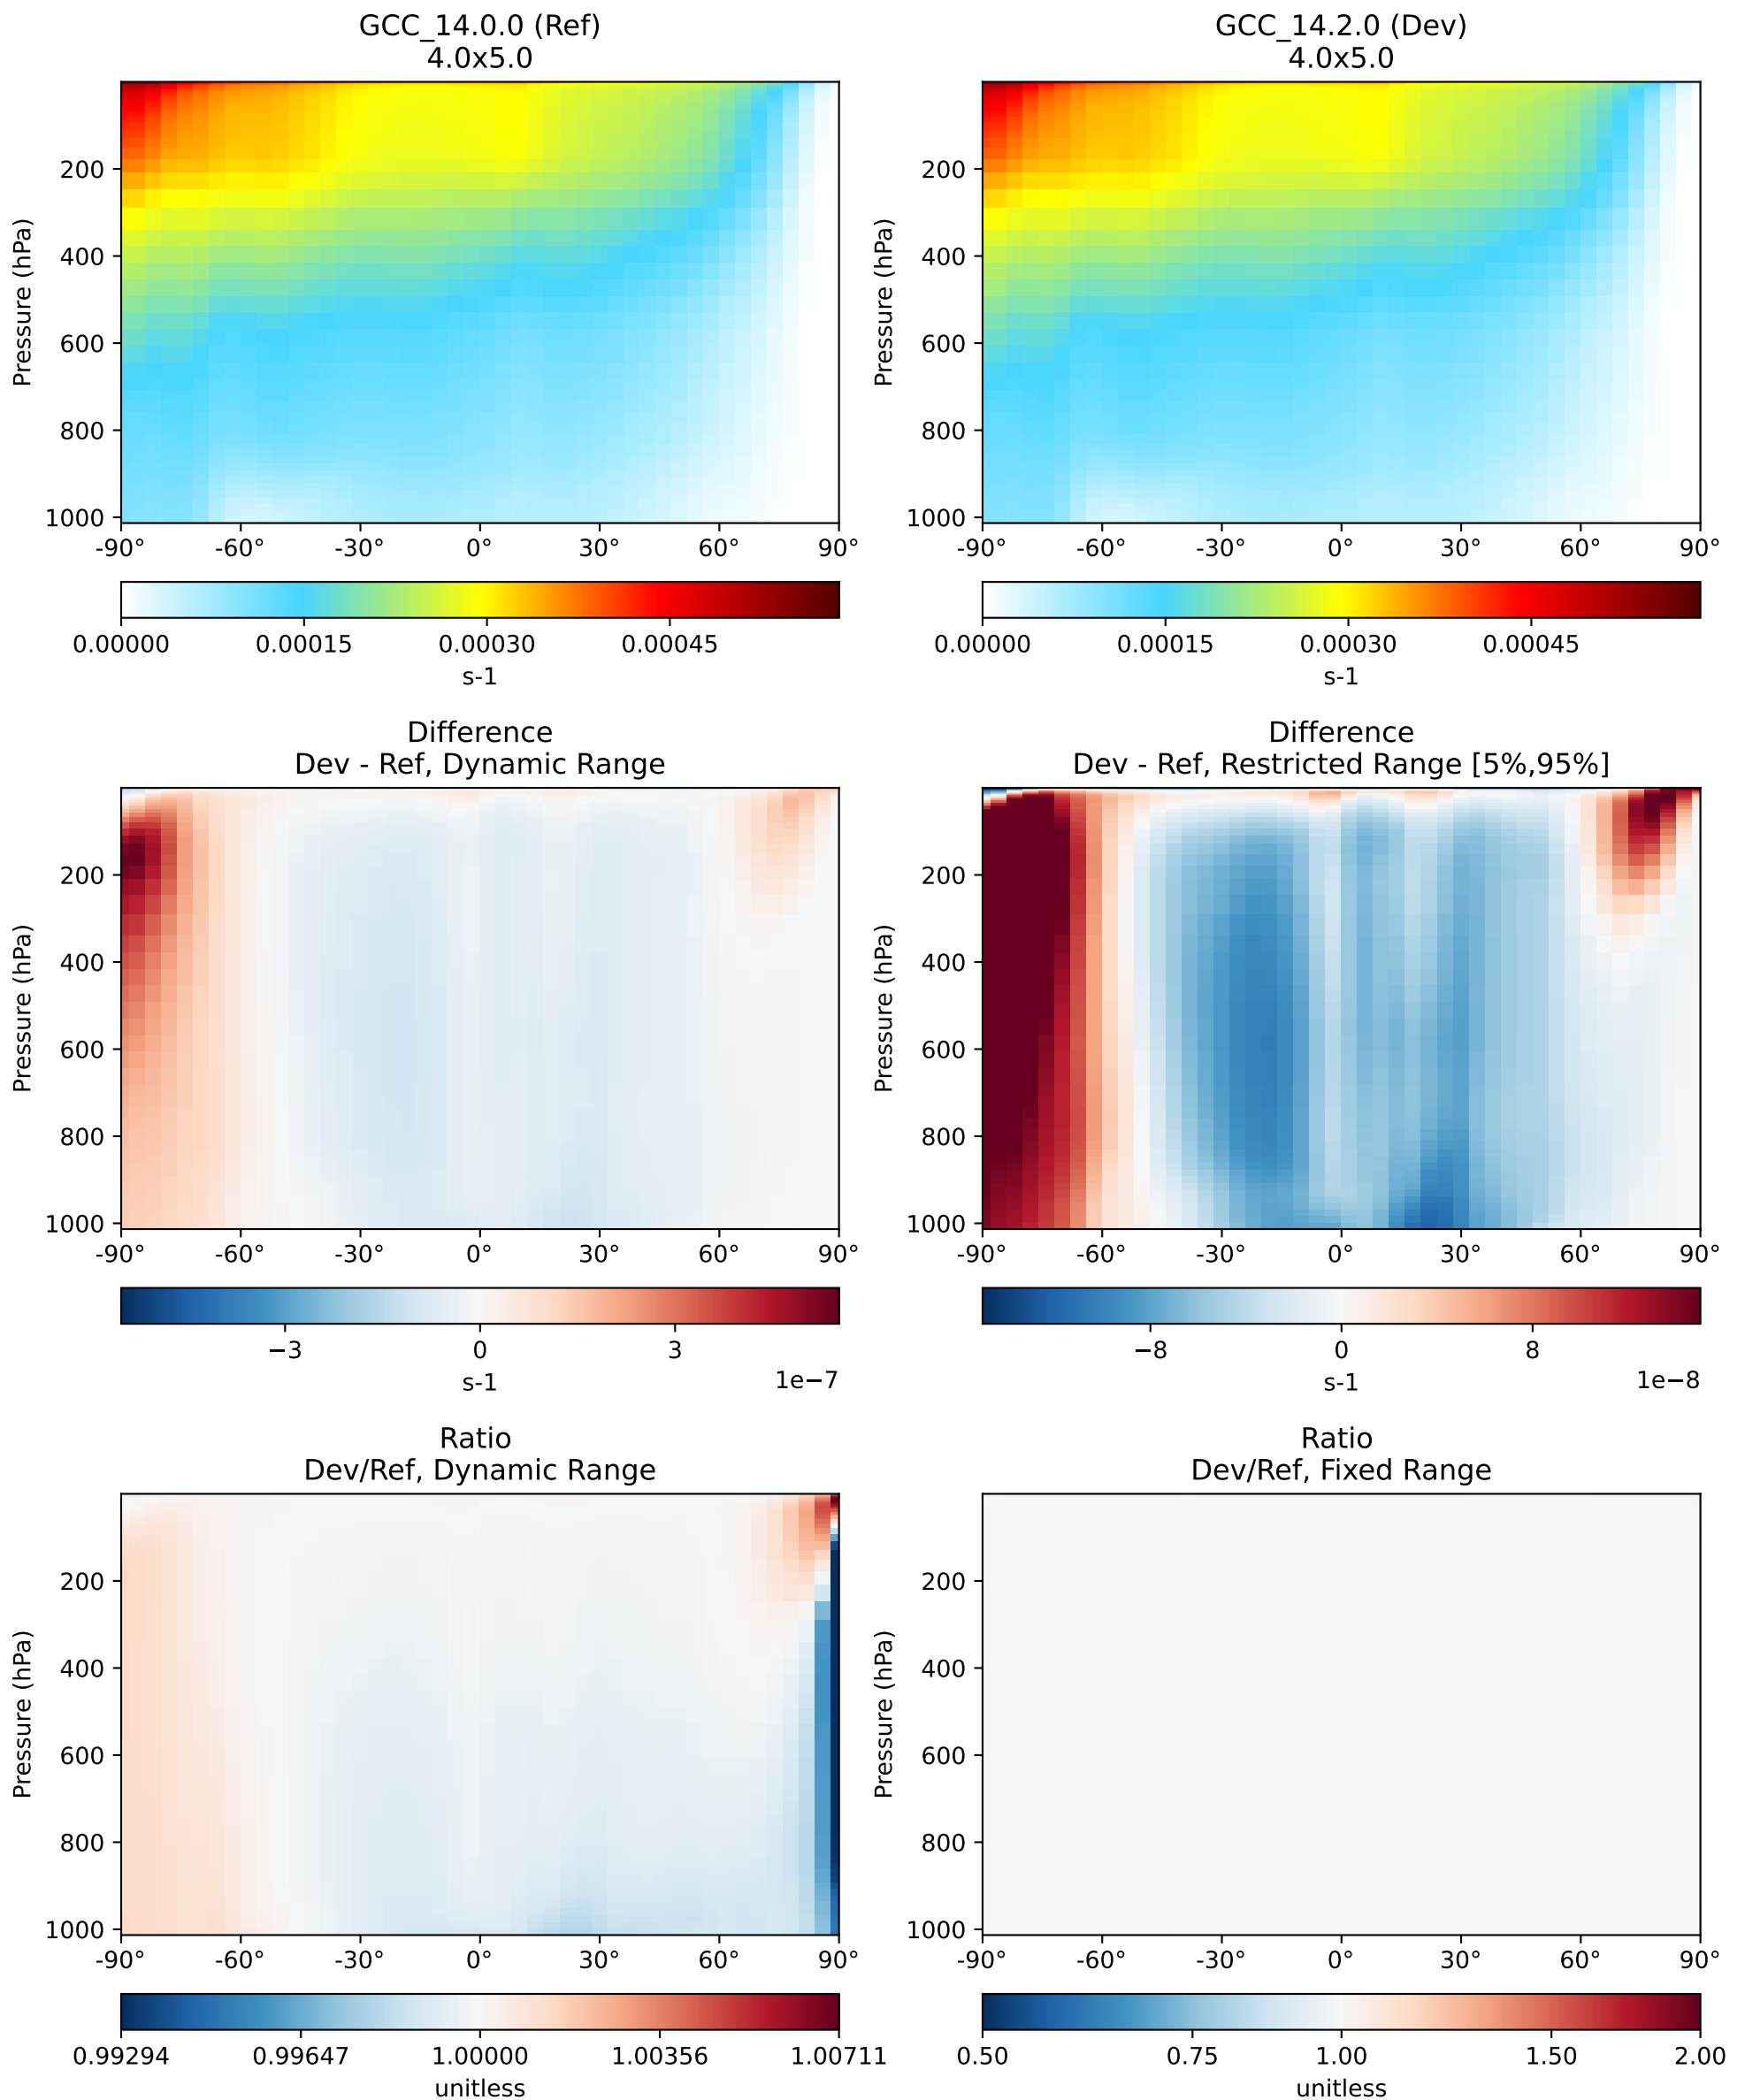 GCC_14.0.0 (Ref)
4.0x5.0
Pressure (hPa)
200
400
600
800
1000
-90° -60° -30° 0° 30° 60° 90°
0.00000 0.00015 0.00030 0.00045
s-1
GCC_14.2.0 (Dev)
4.0x5.0
Pressure (hPa)
200
400
600
800
1000
-90° -60° -30° 0° 30° 60° 90°
0.00000 0.00015 0.00030 0.00045
s-1
Difference
Dev - Ref, Dynamic Range
Pressure (hPa)
200
400
600
800
1000
-90° -60° -30° 0° 30° 60° 90°
−3 0 3
s-1 1e−7
Difference
Dev - Ref, Restricted Range [5%,95%]
Pressure (hPa)
200
400
600
800
1000
-90° -60° -30° 0° 30° 60° 90°
−8 0 8
s-1 1e−8
Ratio
Dev/Ref, Dynamic Range
Pressure (hPa)
200
400
600
800
1000
-90° -60° -30° 0° 30° 60° 90°
0.99294 0.99647 1.00000 1.00356 1.00711
unitless
Ratio
Dev/Ref, Fixed Range
Pressure (hPa)
200
400
600
800
1000
-90° -60° -30° 0° 30° 60° 90°
0.50 0.75 1.00 1.50 2.00
unitless